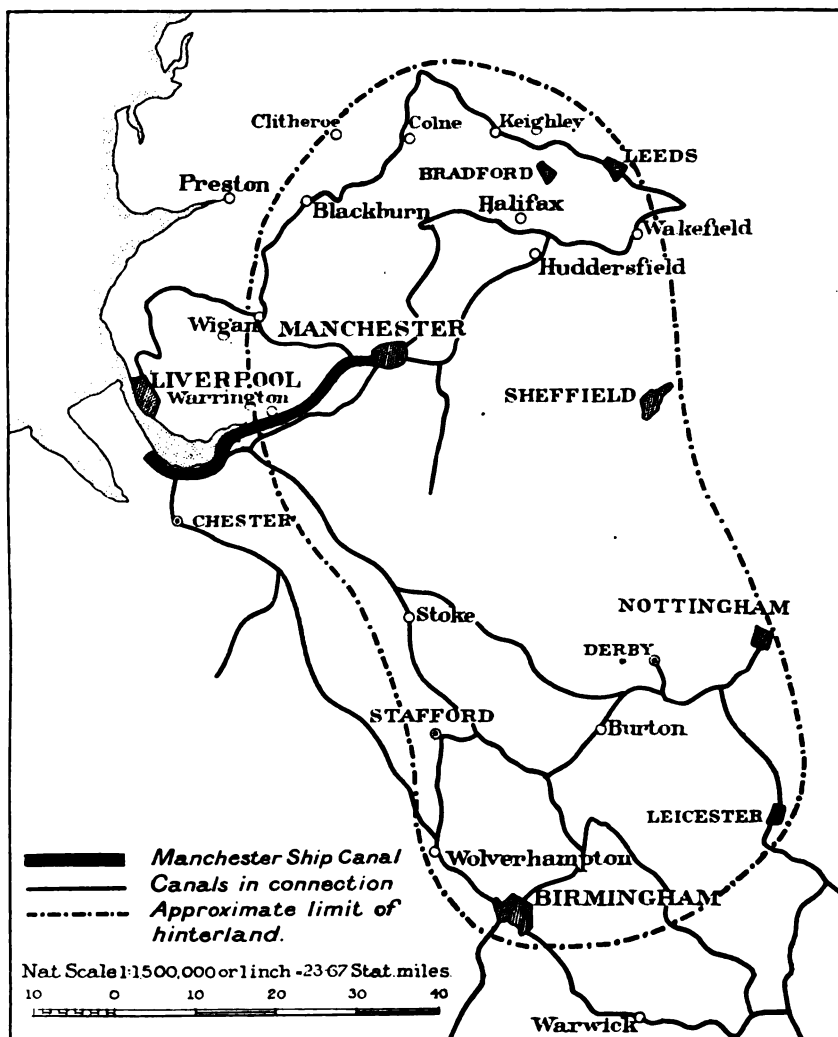 Clitheroe
Colne
Keighley
BRADFORD
LEEDS
Preston
Blackburn
Halifax
Wakefield
Huddersfield
Wigan
MANCHESTER
LIVERPOOL
Warrington
SHEFFIELD
CHESTER
Stoke
NOTTINGHAM
DERBY
STAFFORD
Burton
LEICESTER
Wolverhampton
BIRMINGHAM
Warwick
Manchester Ship Canal
Canals in connection
Approximate limit of
hinterland.
Nat. Scale 1:1,500,000 or 1 inch = 23·67 Stat. miles.
10 0 10 20 30 40